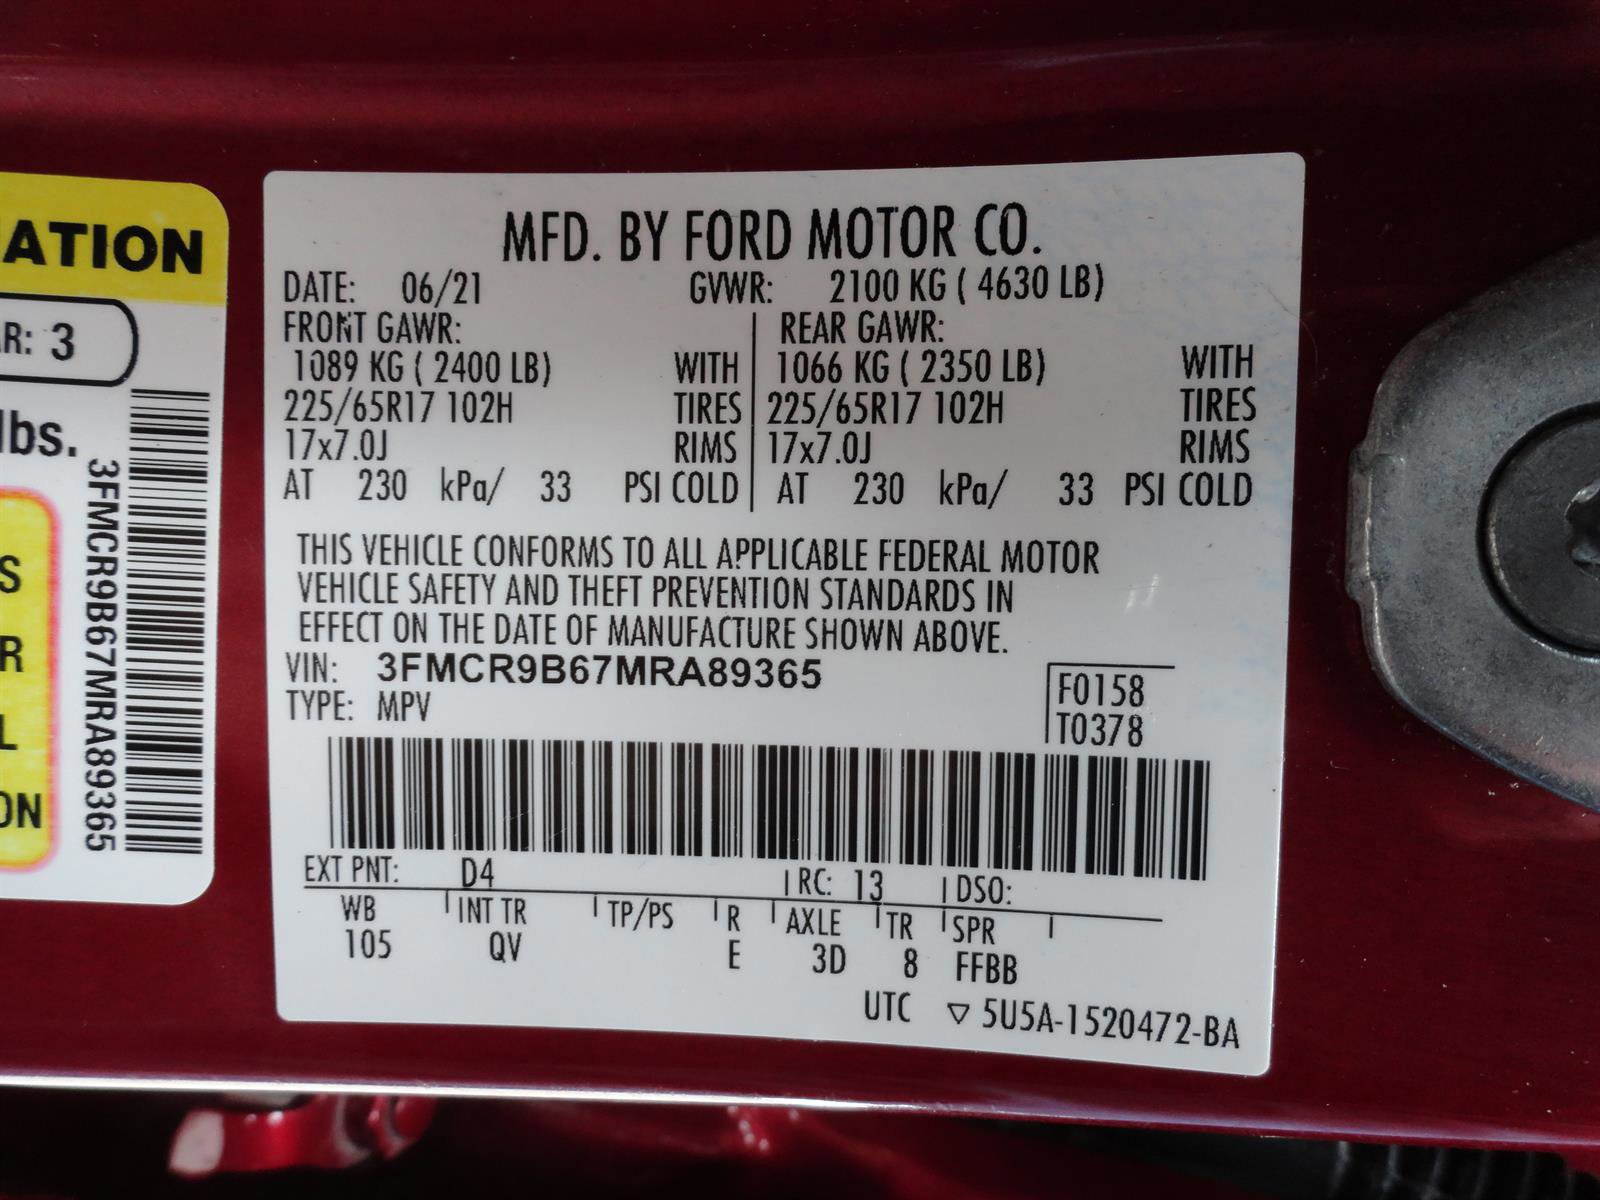 ATION
AR: 3
lbs.
S
R
L
ON
3FMCR9B67MRA89365
MFD. BY FORD MOTOR CO.
DATE: 06/21 GVWR: 2100 KG ( 4630 LB)
FRONT GAWR: REAR GAWR:
1089 KG ( 2400 LB) WITH 1066 KG ( 2350 LB) WITH
225/65R17 102H TIRES 225/65R17 102H TIRES
17x7.0J RIMS 17x7.0J RIMS
AT 230 kPa/ 33 PSI COLD AT 230 kPa/ 33 PSI COLD
THIS VEHICLE CONFORMS TO ALL APPLICABLE FEDERAL MOTOR
VEHICLE SAFETY AND THEFT PREVENTION STANDARDS IN
EFFECT ON THE DATE OF MANUFACTURE SHOWN ABOVE.
VIN: 3FMCR9B67MRA89365
TYPE: MPV
F0158
T0378
EXT PNT: D4 RC: 13 DSO:
WB INT TR TP/PS R AXLE TR SPR
105 QV E 3D 8 FFBB
UTC ▽ 5U5A-1520472-BA